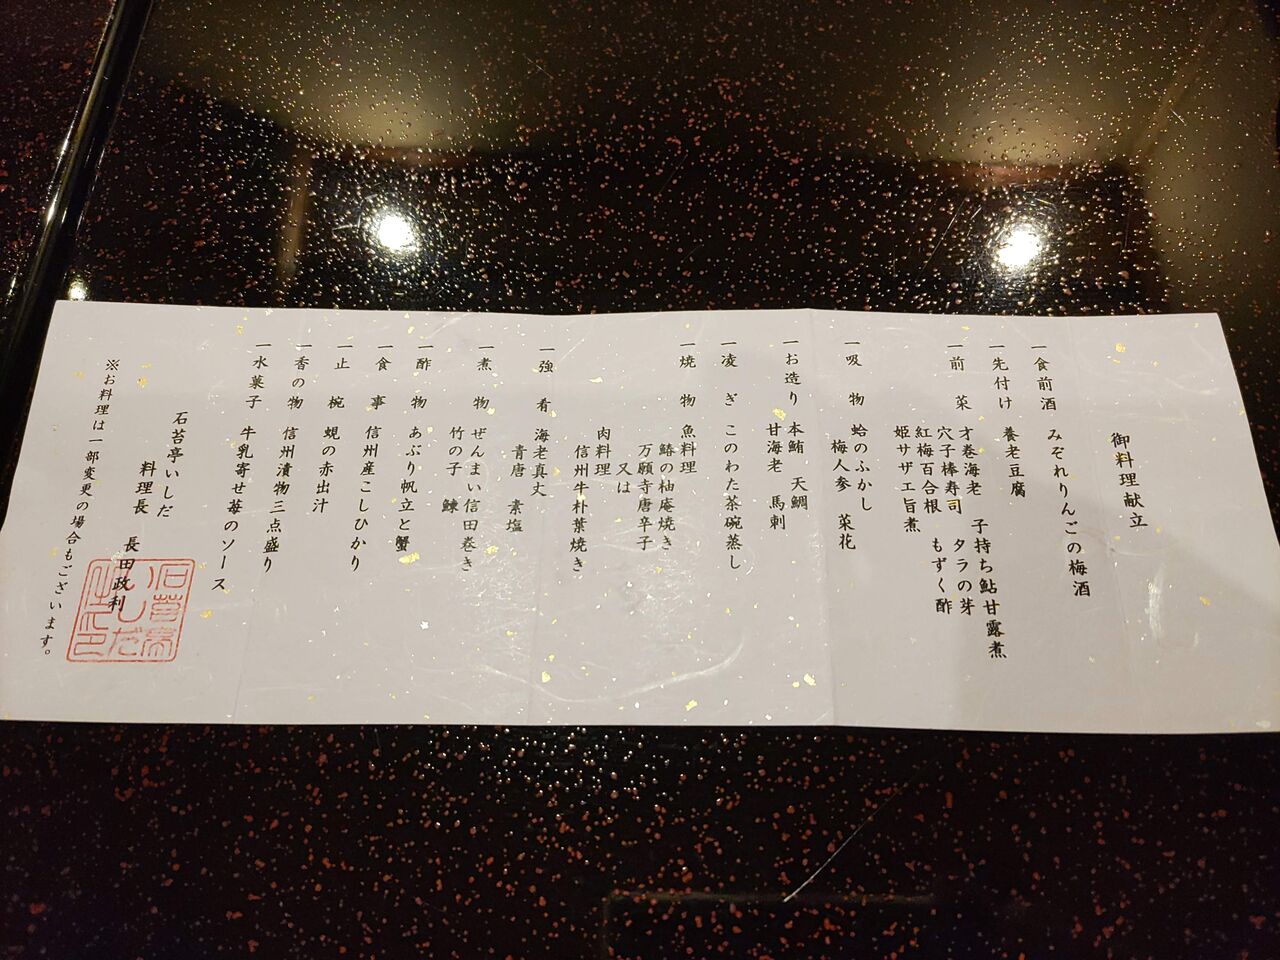 御料理献立
一食前酒 みぞれりんごの梅酒
一先付け 養老豆腐
一前 菜 才巻海老 子持ち鮎甘露煮
穴子棒寿司 タラの芽
紅梅百合根 もずく酢
姫サザエ旨煮
一吸 物 蛤のふかし
梅人参 菜花
一お造り 本鮪 天鯛
甘海老 馬刺
一凌 ぎ このわた茶碗蒸し
一焼 物 魚料理
鰆の柚庵焼き
万願寺唐辛子
又は
肉料理
信州牛朴葉焼き
一強 肴 海老真丈
青唐 素塩
一煮 物 ぜんまい信田巻き
竹の子 鰊
一酢 物 あぶり帆立と蟹
一食 事 信州産こしひかり
一止 椀 蜆の赤出汁
一香の物 信州漬物三点盛り
一水菓子 牛乳寄せ苺のソース
石苔亭いしだ
料理長 長田政利
石苔亭いしだ之印
※お料理は一部変更の場合もございます。